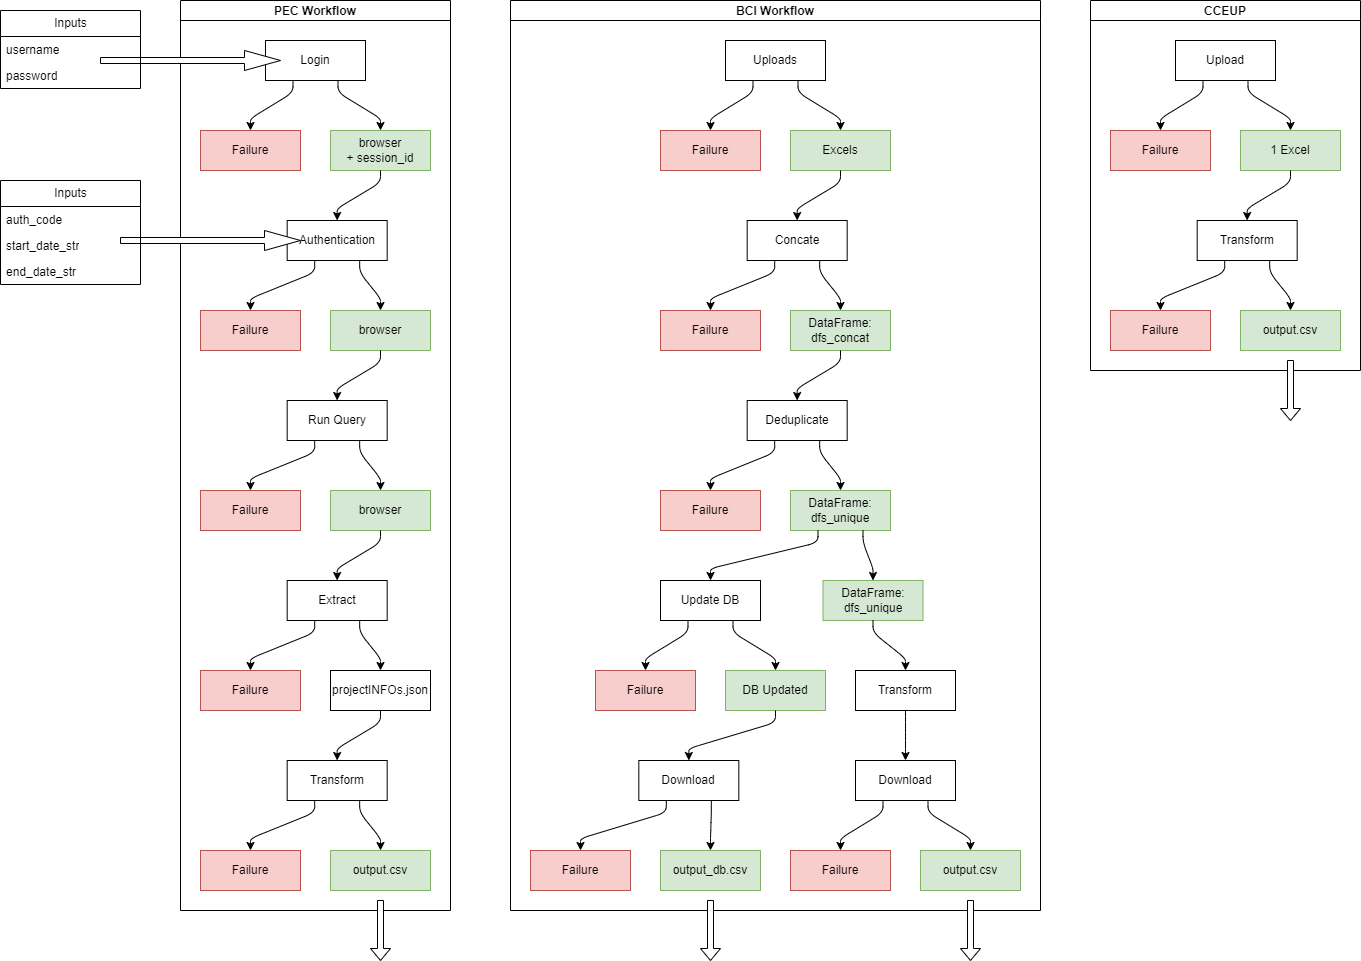 Inputs
username
password
Inputs
auth_code
start_date_str
end_date_str
PEC Workflow
Login
Failure
browser
+ session_id
Authentication
Failure
browser
Run Query
Failure
browser
Extract
Failure
projectINFOs.json
Transform
Failure
output.csv
BCI Workflow
Uploads
Failure
Excels
Concate
Failure
DataFrame:
dfs_concat
Deduplicate
Failure
DataFrame:
dfs_unique
Update DB
DataFrame:
dfs_unique
Failure
DB Updated
Transform
Download
Download
Failure
output_db.csv
Failure
output.csv
CCEUP
Upload
Failure
1 Excel
Transform
Failure
output.csv